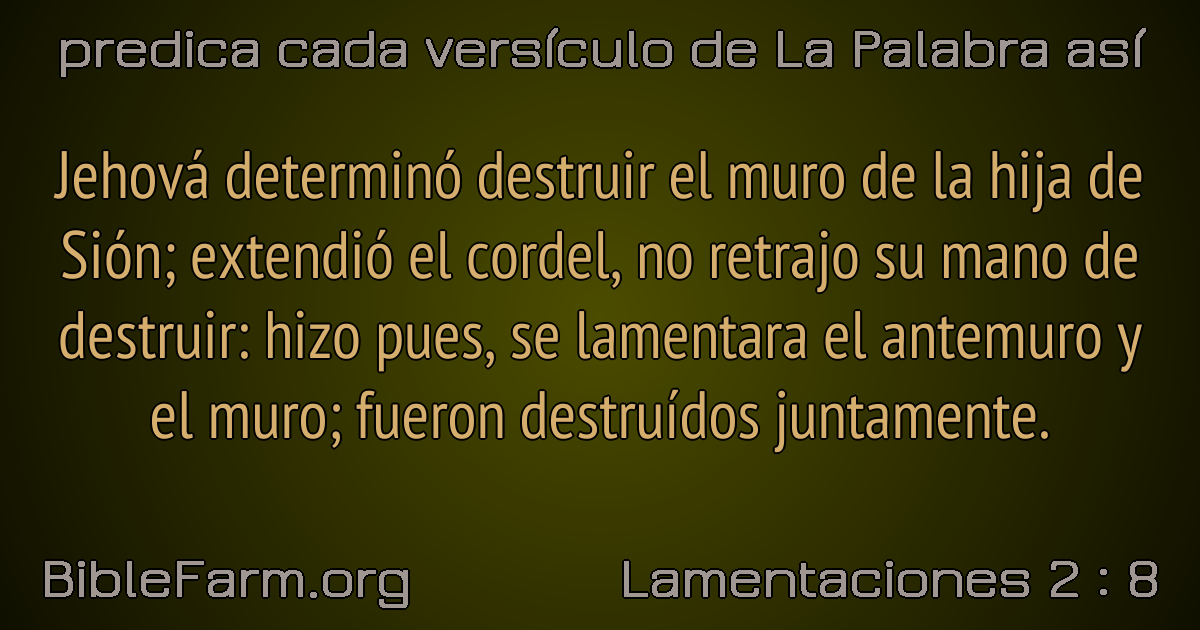 predica cada versículo de La Palabra así
Jehová determinó destruir el muro de la hija de
Sión; extendió el cordel, no retrajo su mano de
destruir: hizo pues, se lamentara el antemuro y
el muro; fueron destruídos juntamente.
BibleFarm.org
Lamentaciones 2 : 8